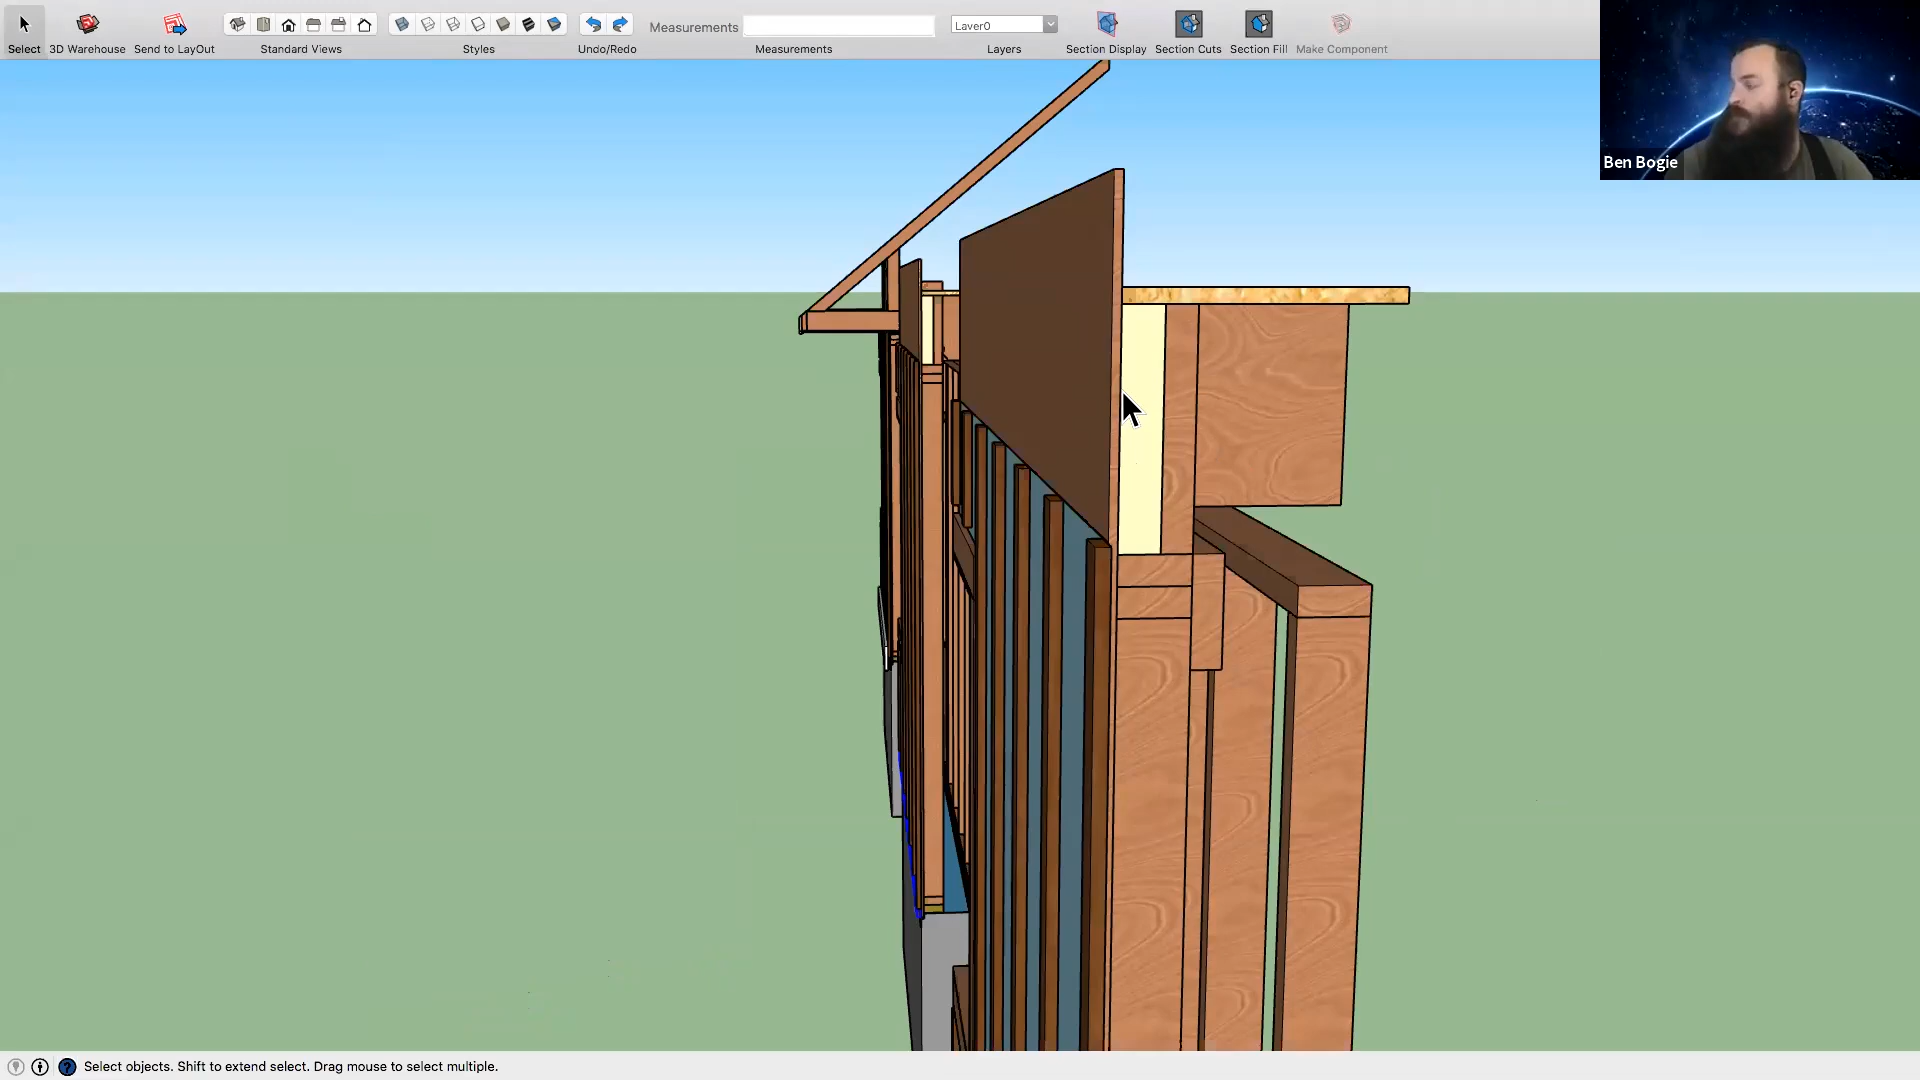 Measurements
Layer0
Select
3D Warehouse
Send to LayOut
Standard Views
Styles
Undo/Redo
Measurements
Layers
Section Display
Section Cuts
Section Fill
Make Component
Ben Bogie
Select objects. Shift to extend select. Drag mouse to select multiple.